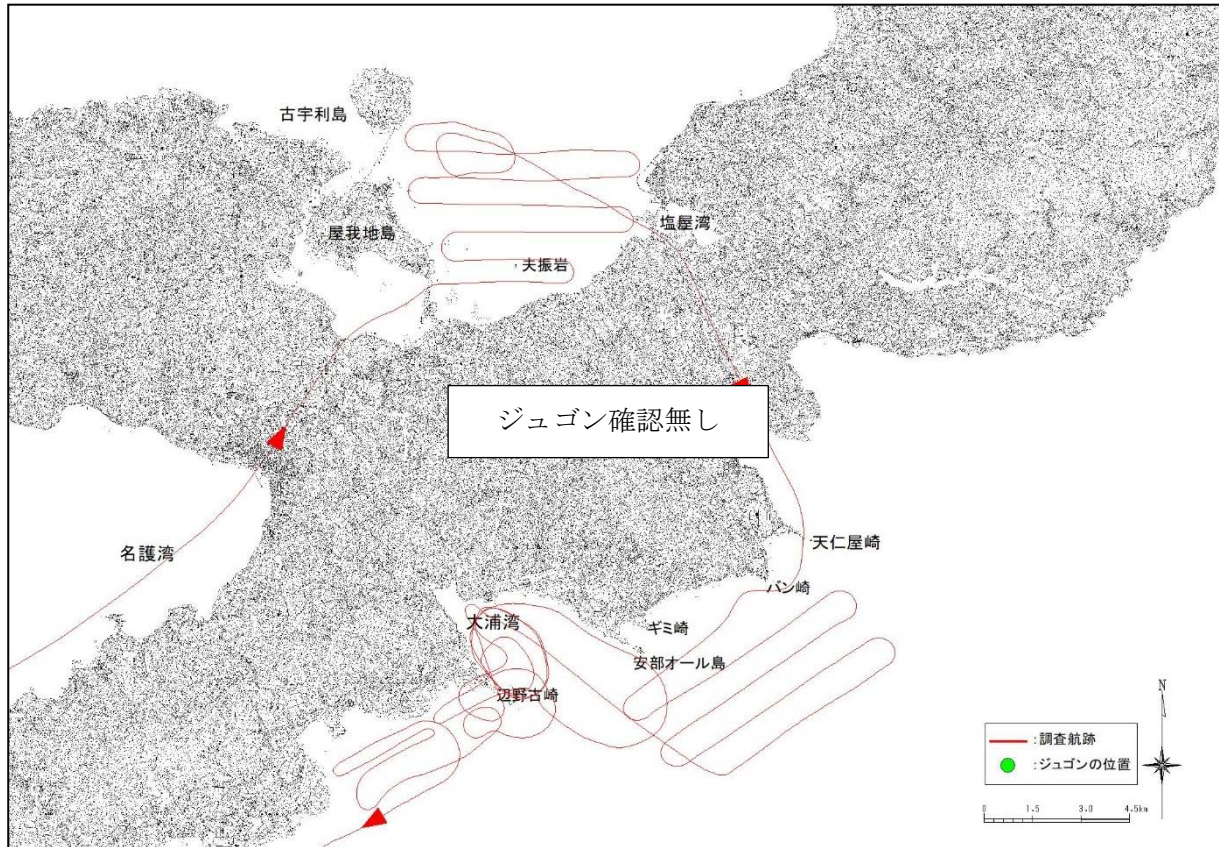 古宇利島
屋我地島
塩屋湾
夫振岩
ジュゴン確認無し
名護湾
天仁屋崎
バン崎
大浦湾
ギミ崎
安部オール島
辺野古崎
N
:調査航跡
:ジュゴンの位置
0 1.5 3.0 4.5km